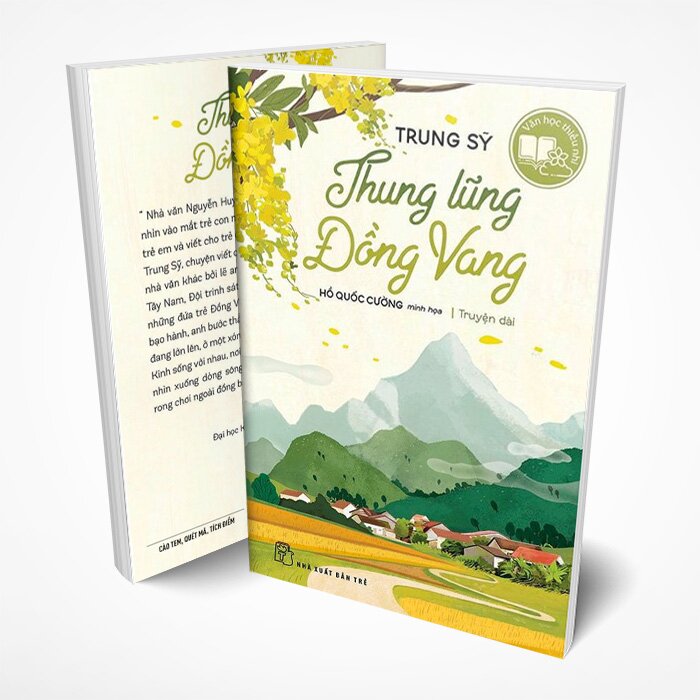 TRUNG SỸ
Văn học thiếu nhi
Thung lũng
Đồng Vang
HỒ QUỐC CƯỜNG minh họa | Truyện dài
NHÀ XUẤT BẢN TRẺ
Đồng
" Nhà văn Nguyễn Huy
nhìn vào mắt trẻ con
trẻ em và viết cho trẻ
Trung Sỹ, chuyện viết
nhà văn khác bởi lẽ
Tây Nam, Đội trinh
những đứa trẻ Đồng
bạo hành, anh bước
đang lớn lên, ở một
Kinh sống với nhau,
nhìn xuống dòng sông
rong chơi ngoài đồng
Đại học
CÀO TEM, QUÉT MÃ, TÍCH ĐIỂM